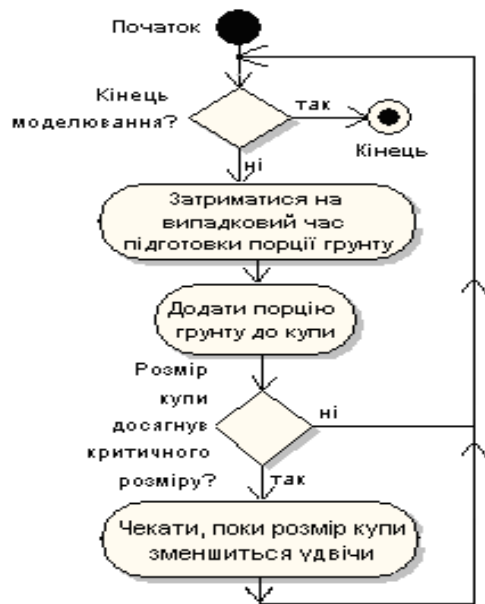 Початок
Кінець
моделювання?
так
Кінець
ні
Затриматися на
випадковий час
підготовки порції грунту
Додати порцію
грунту до купи
Розмір
купи
досягнув
критичного
розміру?
ні
так
Чекати, поки розмір купи
зменшиться удвічи